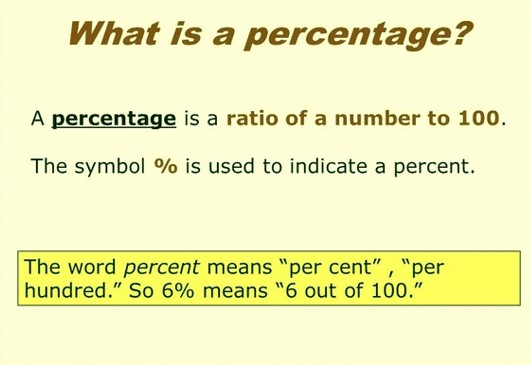 What is a percentage?
A percentage is a ratio of a number to 100.
The symbol % is used to indicate a percent.
The word percent means “per cent” , “per
hundred.” So 6% means “6 out of 100.”